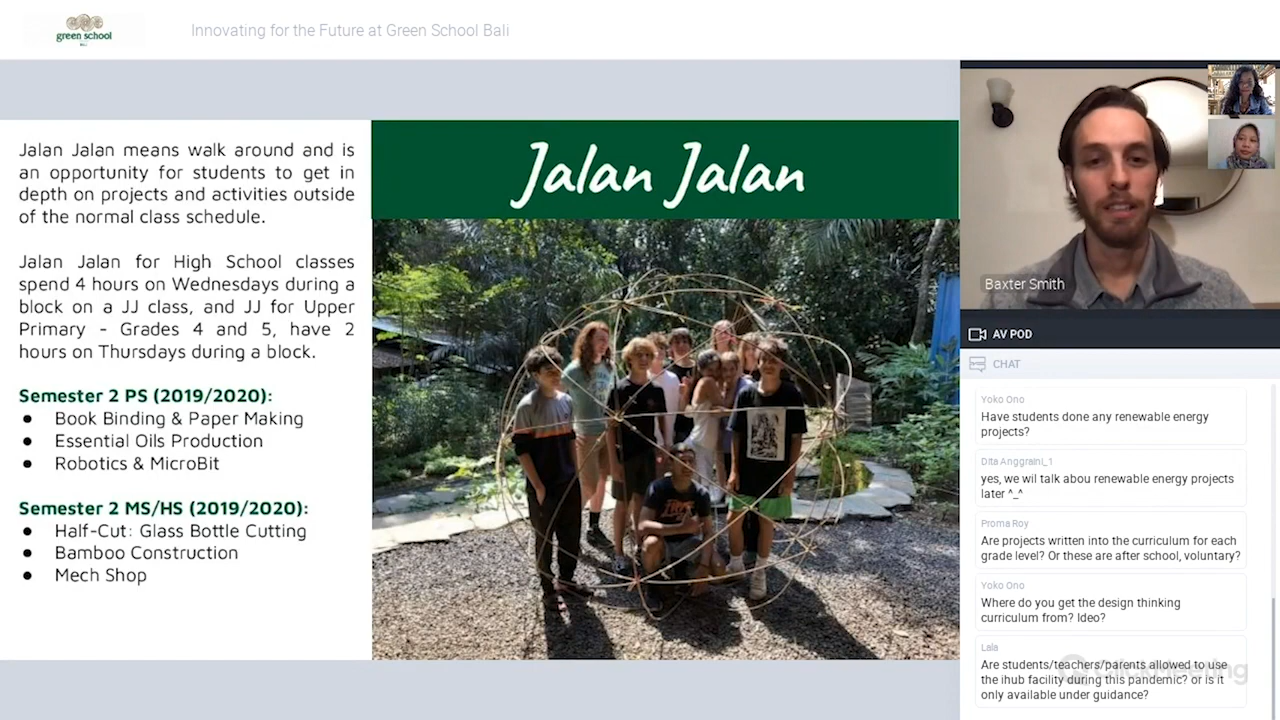 green school
BALI
Innovating for the Future at Green School Bali
Jalan Jalan means walk around and is
an opportunity for students to get in
depth on projects and activities outside
of the normal class schedule.
Jalan Jalan for High School classes
spend 4 hours on Wednesdays during a
block on a JJ class, and JJ for Upper
Primary - Grades 4 and 5, have 2
hours on Thursdays during a block.
Semester 2 PS (2019/2020):
● Book Binding & Paper Making
● Essential Oils Production
● Robotics & MicroBit
Semester 2 MS/HS (2019/2020):
● Half-Cut: Glass Bottle Cutting
● Bamboo Construction
● Mech Shop
Jalan Jalan
Baxter Smith
AV POD
CHAT
Yoko Ono
Have students done any renewable energy
projects?
Dita Anggraini_1
yes, we wil talk abou renewable energy projects
later ^_^
Proma Roy
Are projects written into the curriculum for each
grade level? Or these are after school, voluntary?
Yoko Ono
Where do you get the design thinking
curriculum from? Ideo?
Lala
Are students/teachers/parents allowed to use
the ihub facility during this pandemic? or is it
only available under guidance?
ClickMeeting